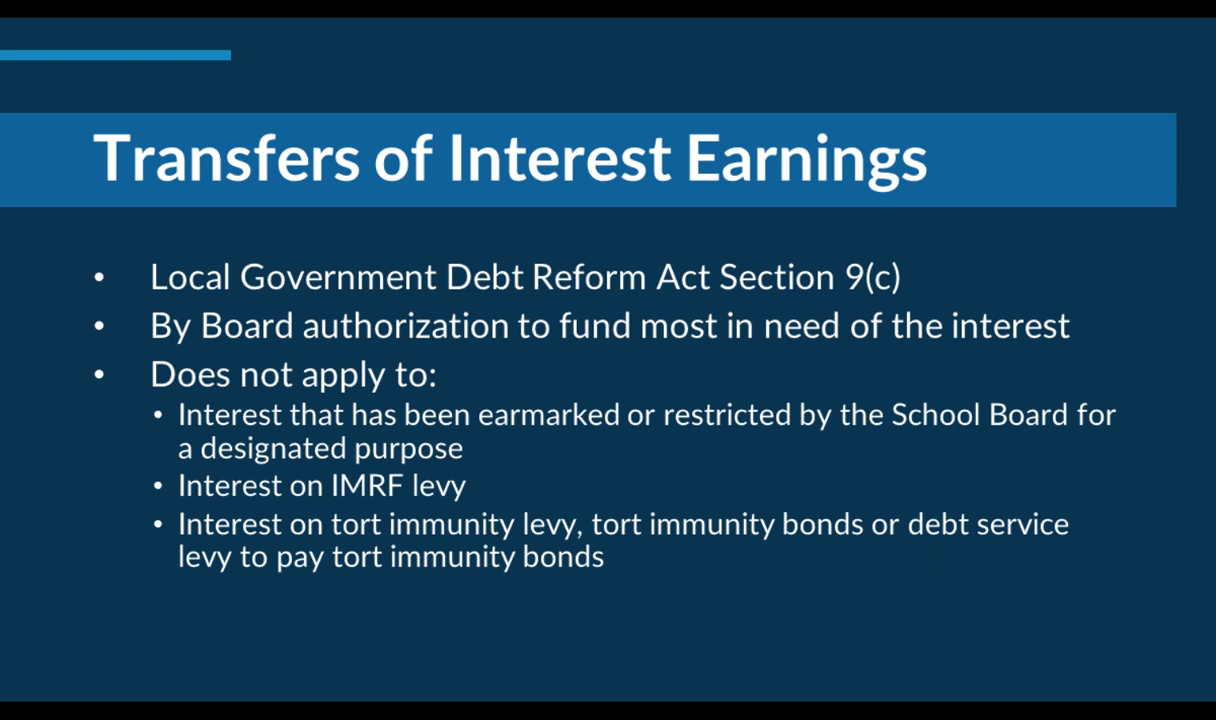 Transfers of Interest Earnings
• Local Government Debt Reform Act Section 9(c)
• By Board authorization to fund most in need of the interest
• Does not apply to:
• Interest that has been earmarked or restricted by the School Board for
a designated purpose
• Interest on IMRF levy
• Interest on tort immunity levy, tort immunity bonds or debt service
levy to pay tort immunity bonds